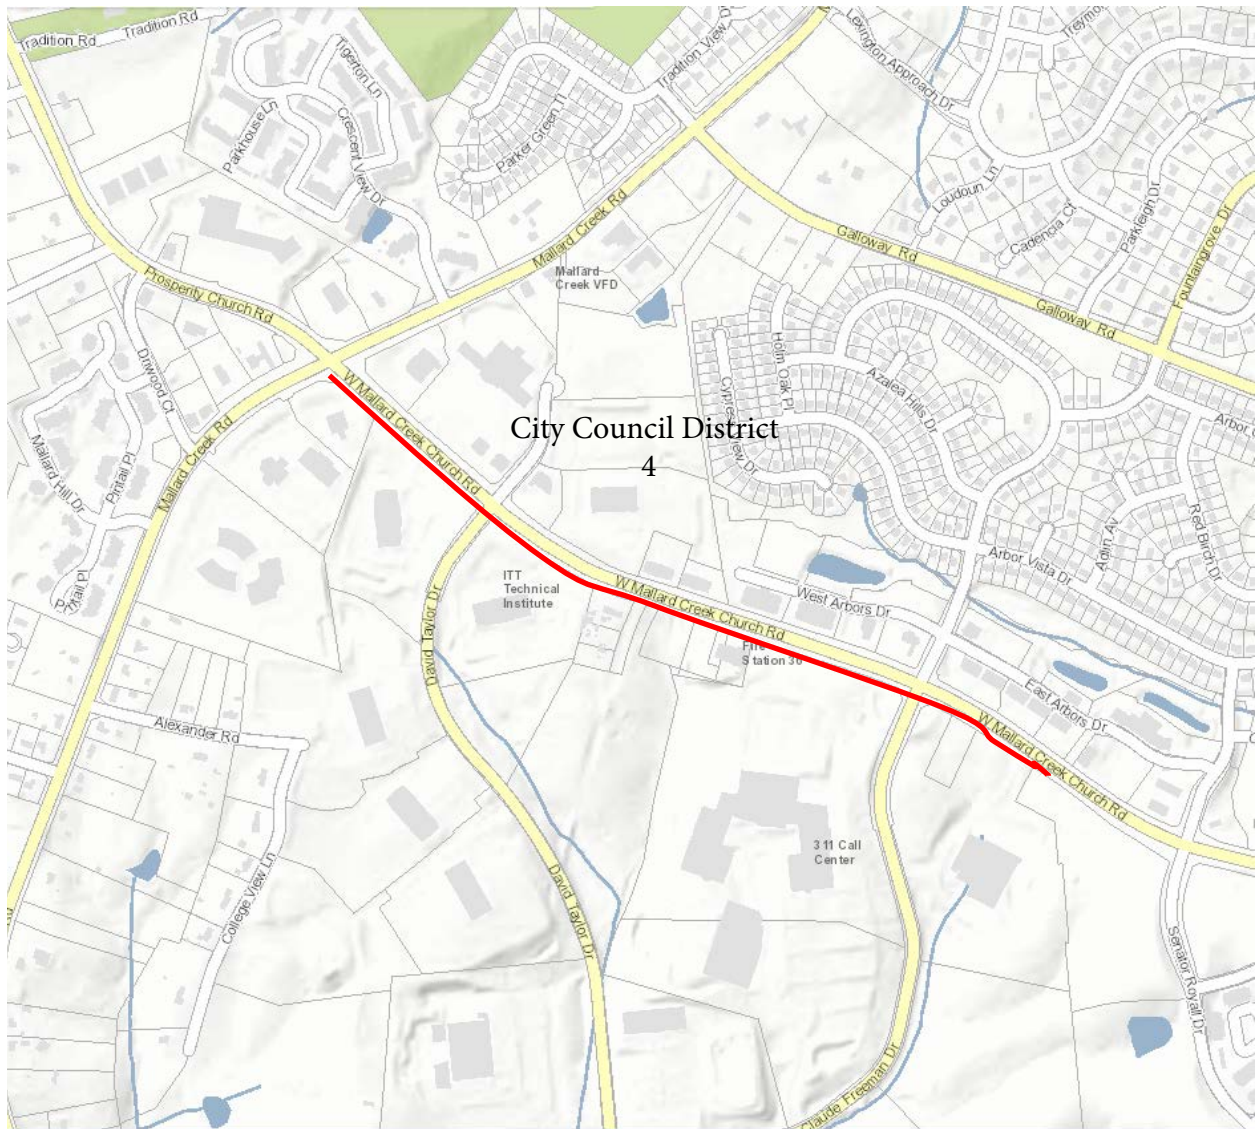 Tradition Rd
Tradition Rd
Tigerton Ln
Parkhouse Ln
Crescent View Dr
Parker Green Tl
Tradition View
Lexington Approach Dr
Loudoun Ln
Cadencia Ct
Parkleigh Dr
Fountaingrove Dr
Galloway Rd
Galloway Rd
Mallard Creek Rd
Mallard
Creek VFD
Prosperity Church Rd
Driwood Ct
Mallard Hill Dr
Pintail Pl
Pintail Pl
Mallard Creek Rd
W Mallard Creek Church Rd
City Council District
4
Holm Oak Pl
Cypress View Dr
Azalea Hills Dr
Arbor
Red Birch Dr
Adlin Av
Arbor Vista Dr
ITT
Technical
Institute
David Taylor Dr
W Mallard Creek Church Rd
West Arbors Dr
Fire
Station 30
East Arbors Dr
W Mallard Creek Church Rd
Alexander Rd
College View Ln
311 Call
Center
David Taylor Dr
Claude Freeman Dr
Senator Royall Dr